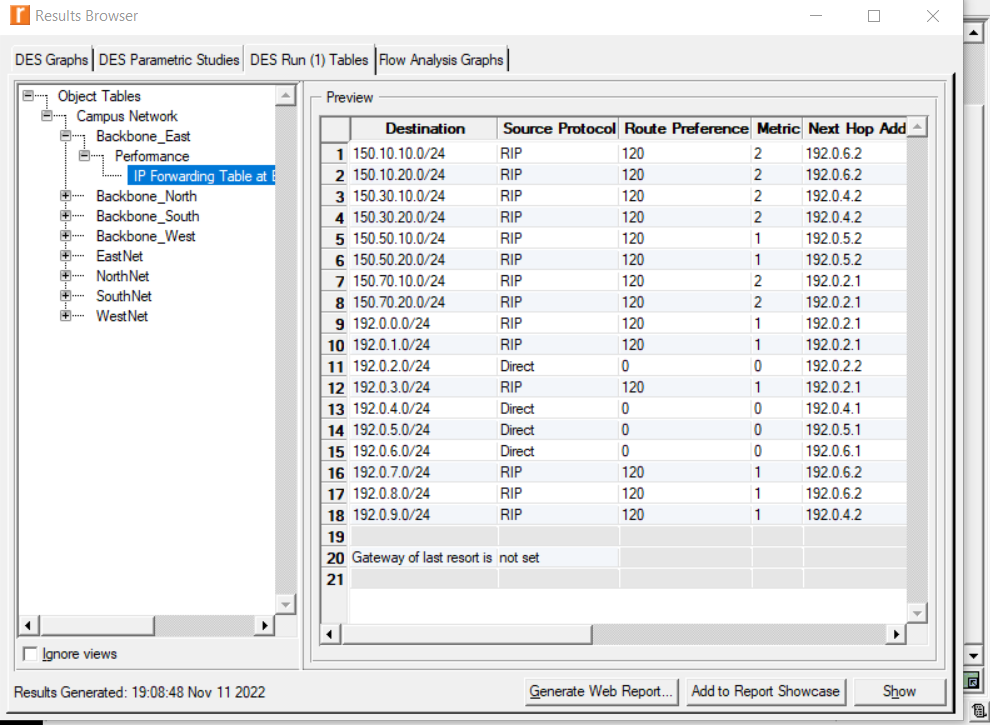 Results Browser
DES Graphs DES Parametric Studies DES Run (1) Tables Flow Analysis Graphs
Object Tables
Campus Network
Backbone_East
Performance
IP Forwarding Table at
Backbone_North
Backbone_South
Backbone_West
EastNet
NorthNet
SouthNet
WestNet
Ignore views
Preview
Destination Source Protocol Route Preference Metric Next Hop Add
1 150.10.10.0/24 RIP 120 2 192.0.6.2
2 150.10.20.0/24 RIP 120 2 192.0.6.2
3 150.30.10.0/24 RIP 120 2 192.0.4.2
4 150.30.20.0/24 RIP 120 2 192.0.4.2
5 150.50.10.0/24 RIP 120 1 192.0.5.2
6 150.50.20.0/24 RIP 120 1 192.0.5.2
7 150.70.10.0/24 RIP 120 2 192.0.2.1
8 150.70.20.0/24 RIP 120 2 192.0.2.1
9 192.0.0.0/24 RIP 120 1 192.0.2.1
10 192.0.1.0/24 RIP 120 1 192.0.2.1
11 192.0.2.0/24 Direct 0 0 192.0.2.2
12 192.0.3.0/24 RIP 120 1 192.0.2.1
13 192.0.4.0/24 Direct 0 0 192.0.4.1
14 192.0.5.0/24 Direct 0 0 192.0.5.1
15 192.0.6.0/24 Direct 0 0 192.0.6.1
16 192.0.7.0/24 RIP 120 1 192.0.6.2
17 192.0.8.0/24 RIP 120 1 192.0.6.2
18 192.0.9.0/24 RIP 120 1 192.0.4.2
19
20 Gateway of last resort is not set
21
Results Generated: 19:08:48 Nov 11 2022
Generate Web Report... Add to Report Showcase Show